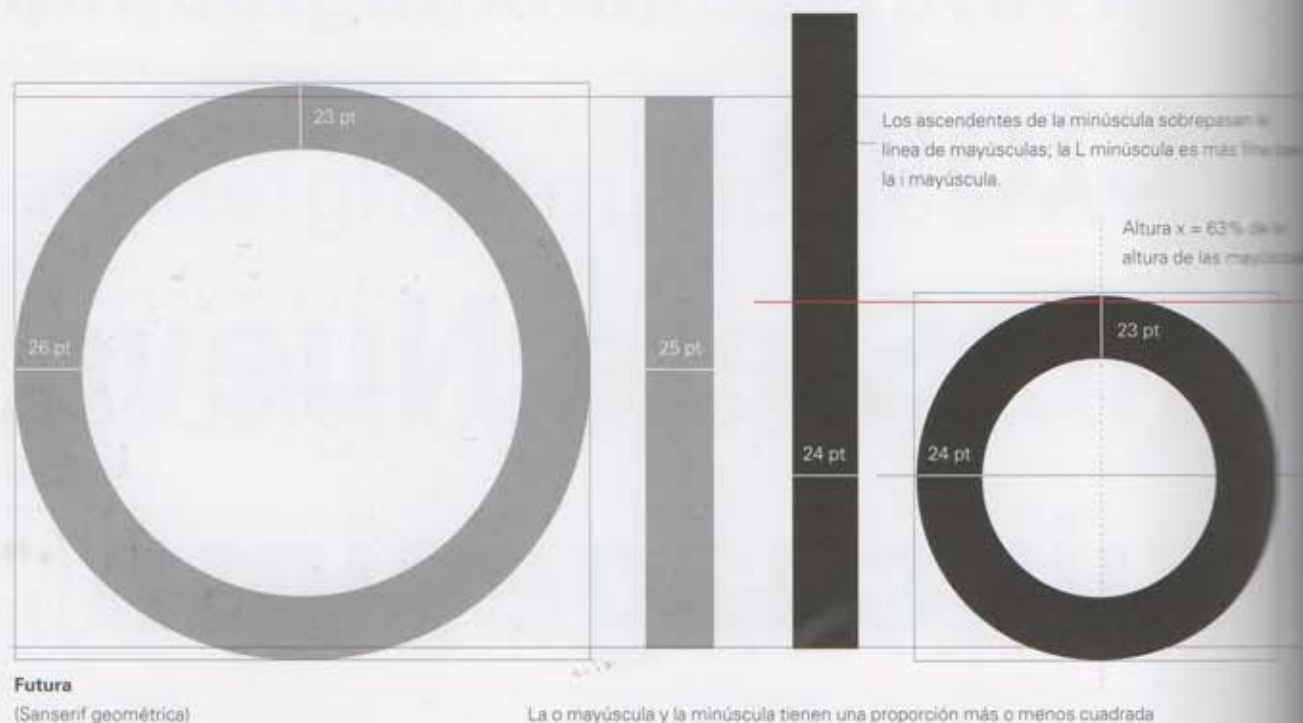 23 pt
26 pt
25 pt
Los ascendentes de la minúscula sobrepasan
línea de mayúsculas; la L minúscula es más
la i mayúscula.
Altura x = 63%
altura de las
24 pt
24 pt
23 pt
Futura
(Sanserif geométrica)
La o mayúscula y la minúscula tienen una proporción más o menos cuadrada